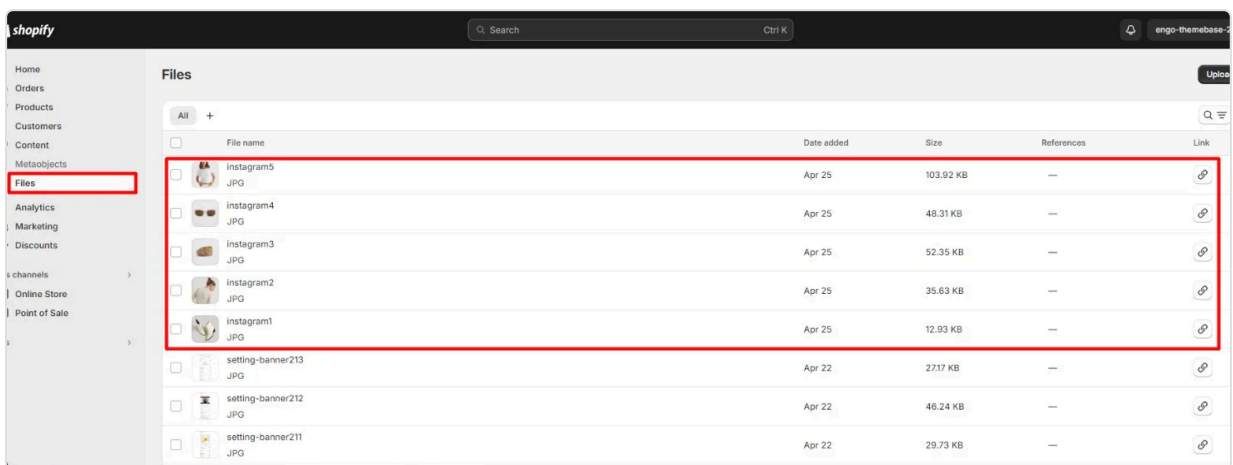 shopify
Search Ctrl K
engo-themebase-2
Home
Orders
Products
Customers
Content
Metaobjects
Files
Analytics
Marketing
Discounts
s channels
Online Store
Point of Sale
s
Files
Uploa
All +
File name Date added Size References Link
instagram5
JPG
Apr 25 103.92 KB —
instagram4
JPG
Apr 25 48.31 KB —
instagram3
JPG
Apr 25 52.35 KB —
instagram2
JPG
Apr 25 35.63 KB —
instagram1
JPG
Apr 25 12.93 KB —
setting-banner213
JPG
Apr 22 27.17 KB —
setting-banner212
JPG
Apr 22 46.24 KB —
setting-banner211
JPG
Apr 22 29.73 KB —